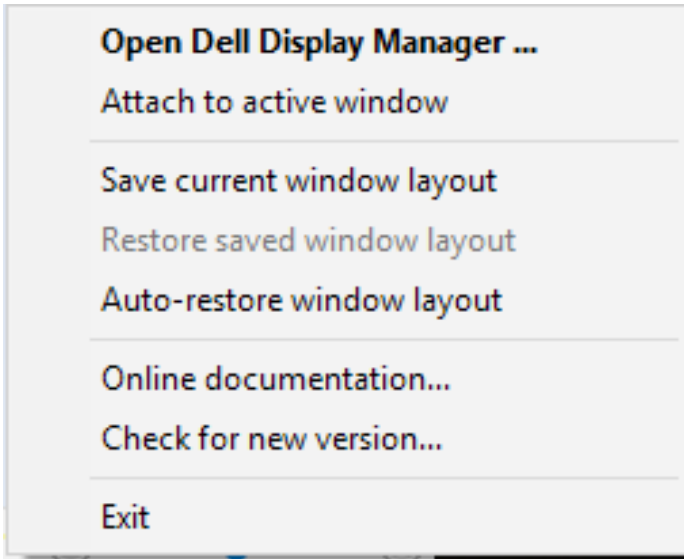 Open Dell Display Manager ...
Attach to active window
Save current window layout
Restore saved window layout
Auto-restore window layout
Online documentation...
Check for new version...
Exit